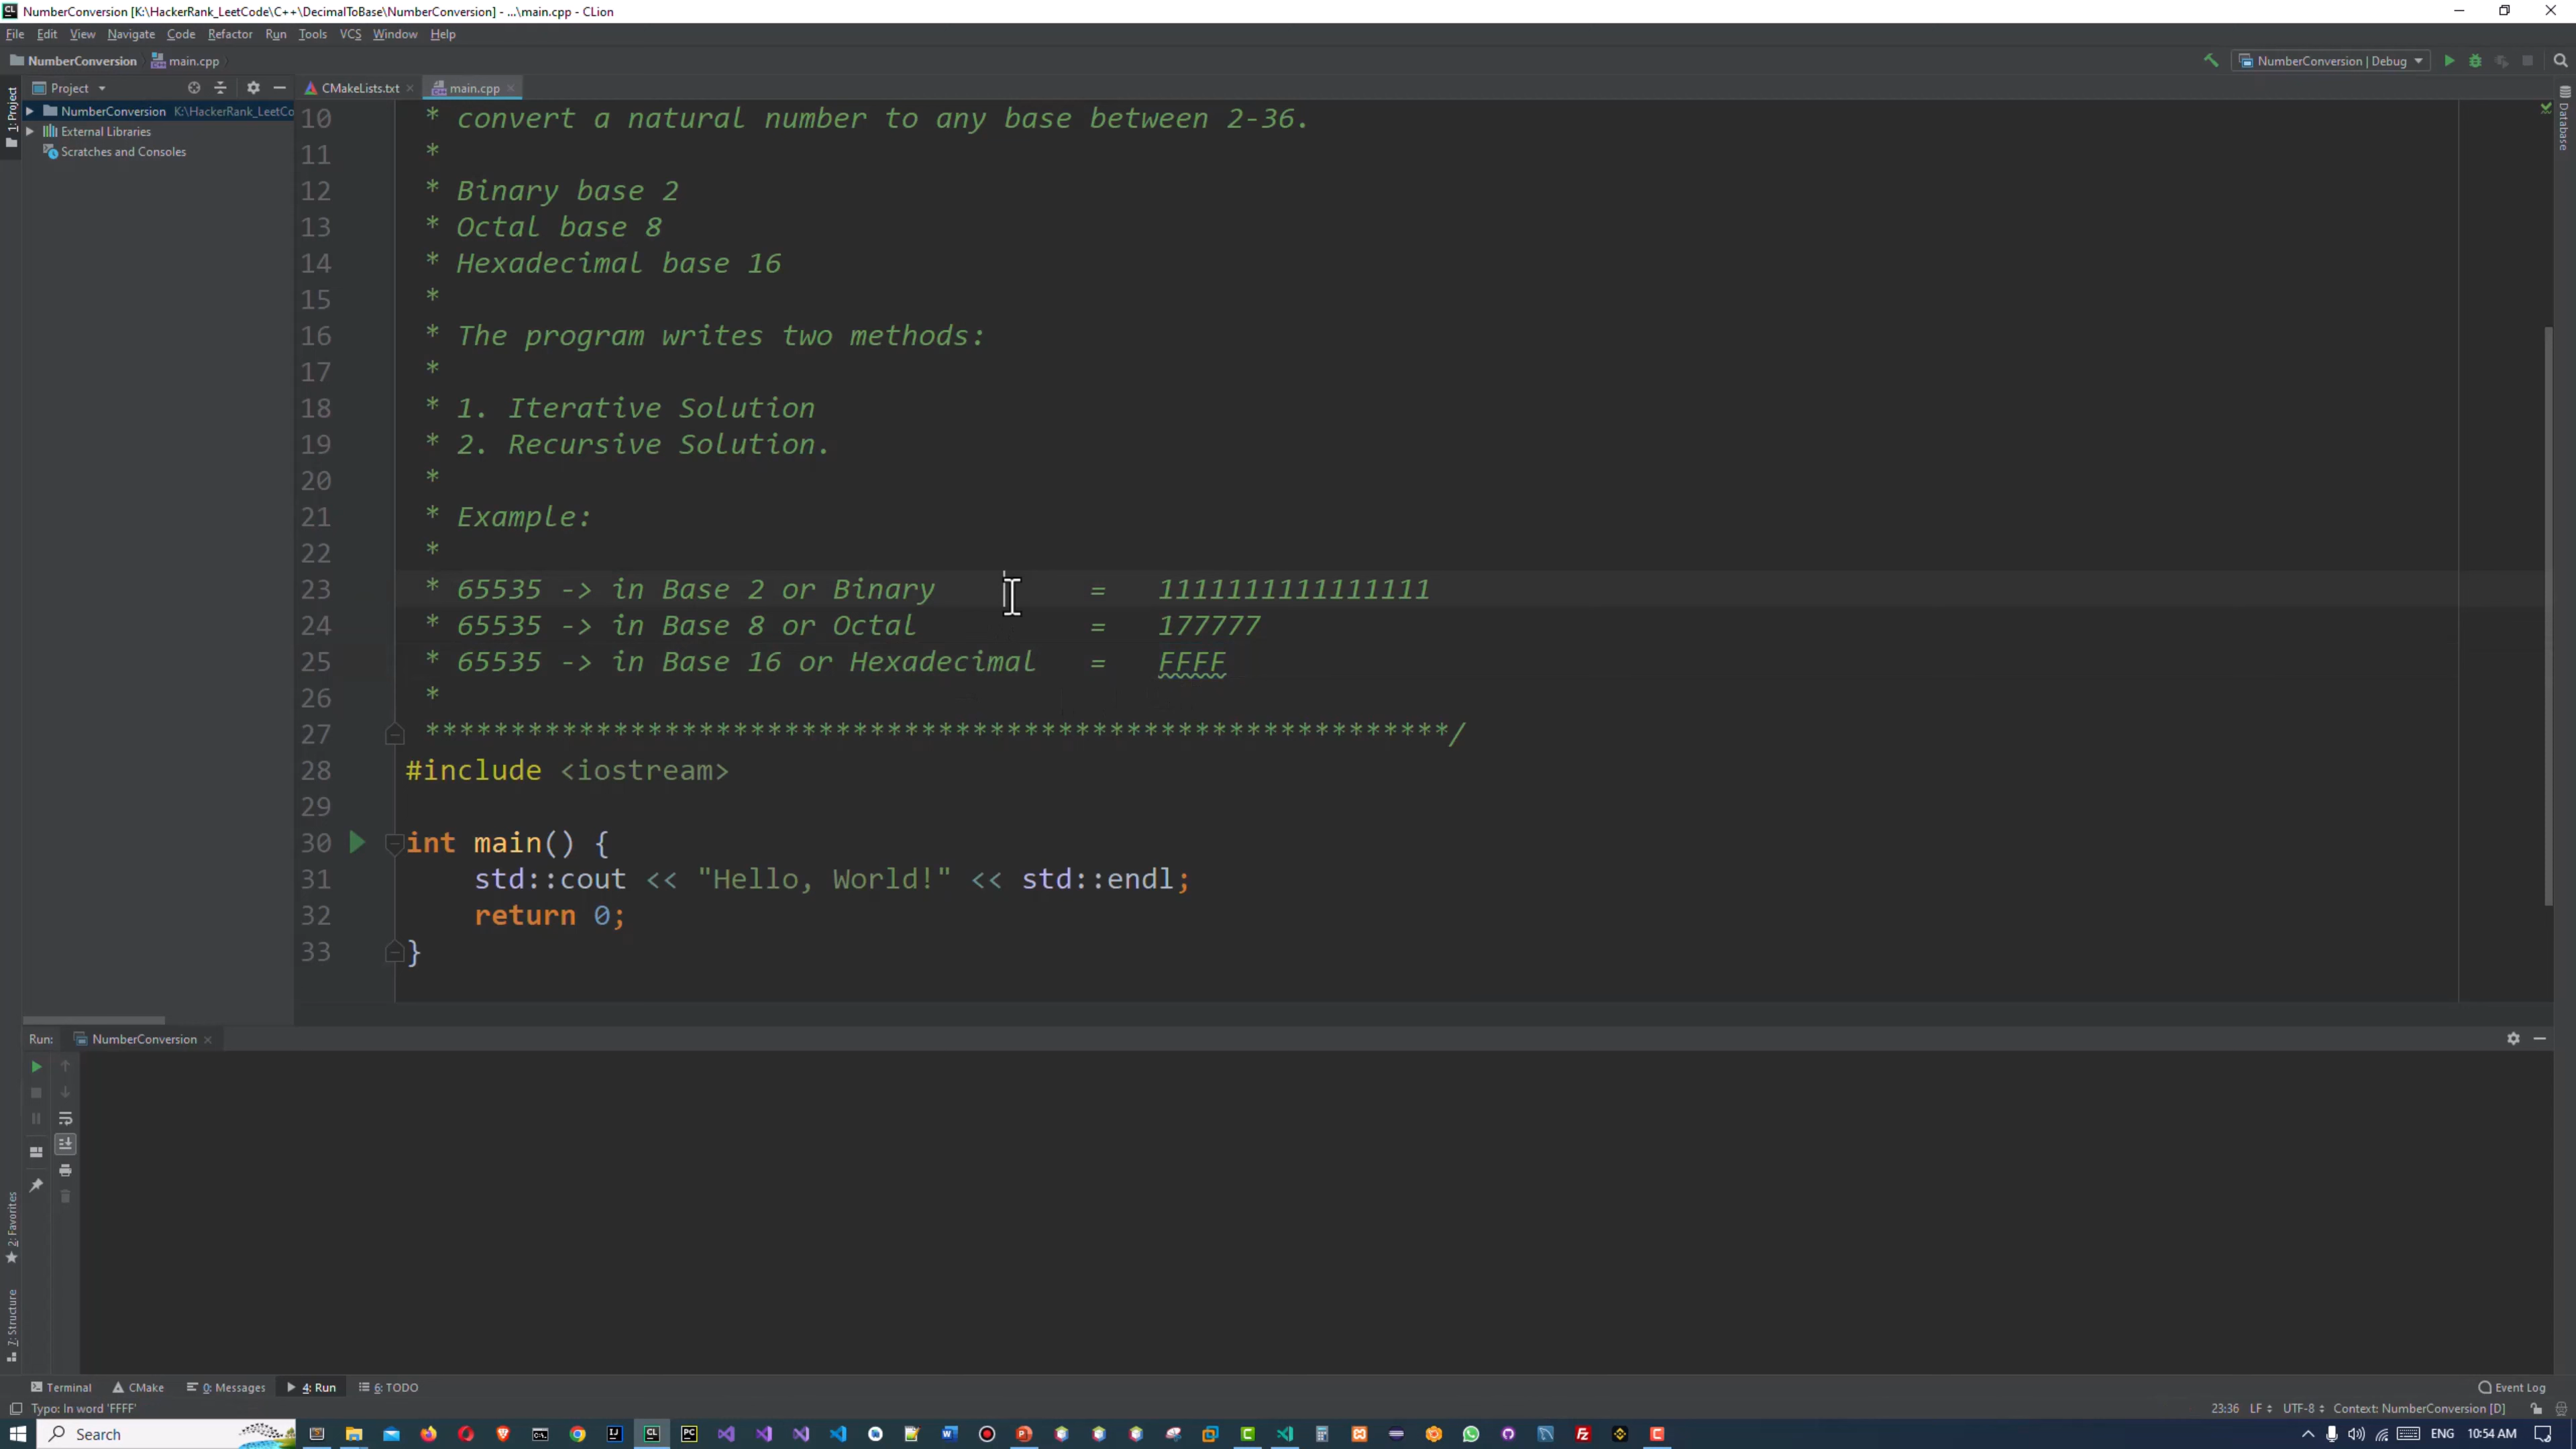 NumberConversion [K:\HackerRank_LeetCode\C++\DecimalToBase\NumberConversion] - ...\main.cpp - CLion
File Edit View Navigate Code Refactor Run Tools VCS Window Help
NumberConversion main.cpp
NumberConversion | Debug
Project
CMakeLists.txt
main.cpp
1: Project
NumberConversion K:\HackerRank_LeetCo
External Libraries
Scratches and Consoles
Database
10 * convert a natural number to any base between 2-36.
11 *
12 * Binary base 2
13 * Octal base 8
14 * Hexadecimal base 16
15 *
16 * The program writes two methods:
17 *
18 * 1. Iterative Solution
19 * 2. Recursive Solution.
20 *
21 * Example:
22 *
23 * 65535 -> in Base 2 or Binary = 1111111111111111
24 * 65535 -> in Base 8 or Octal = 177777
25 * 65535 -> in Base 16 or Hexadecimal = FFFF
26 *
27 ************************************************************/
28 #include <iostream>
29
30 int main() {
31 std::cout << "Hello, World!" << std::endl;
32 return 0;
33 }
Run: NumberConversion
2: Favorites
7: Structure
Terminal CMake 0: Messages 4: Run 6: TODO Event Log
Typo: In word 'FFFF' 23:36 LF UTF-8 Context: NumberConversion [D]
Search ENG 10:54 AM